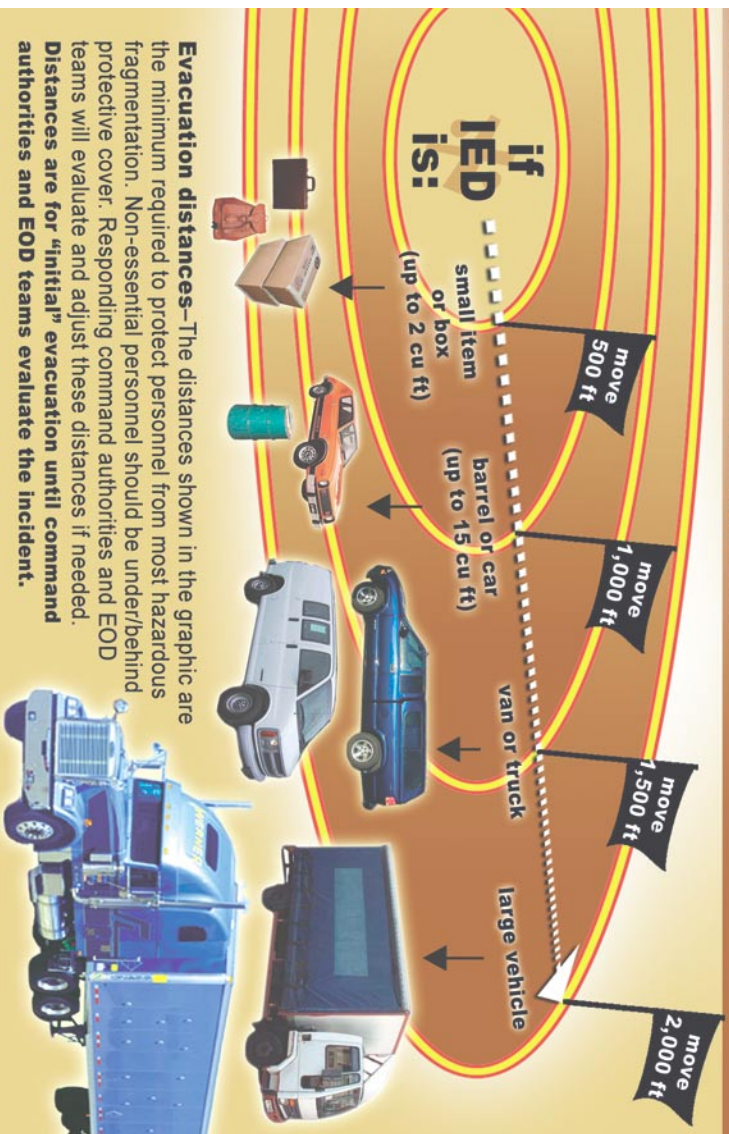 if
IED
is:
move
500 ft
move
1,000 ft
move
1,500 ft
move
2,000 ft
small item
or box
(up to 2 cu ft)
barrel or car
(up to 15 cu ft)
van or truck
large vehicle
WERNER
Evacuation distances–The distances shown in the graphic are
the minimum required to protect personnel from most hazardous
fragmentation. Non-essential personnel should be under/behind
protective cover. Responding command authorities and EOD
teams will evaluate and adjust these distances if needed.
Distances are for “initial” evacuation until command
authorities and EOD teams evaluate the incident.